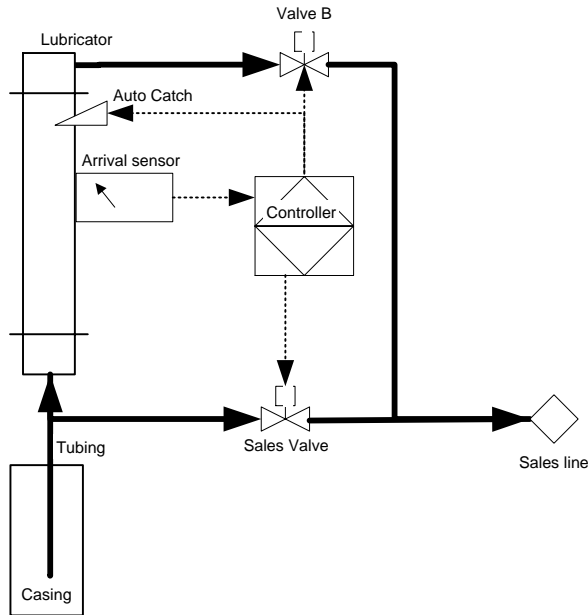 Valve B
Lubricator
Auto Catch
Arrival sensor
Controller
Tubing
Sales Valve
Sales line
Casing